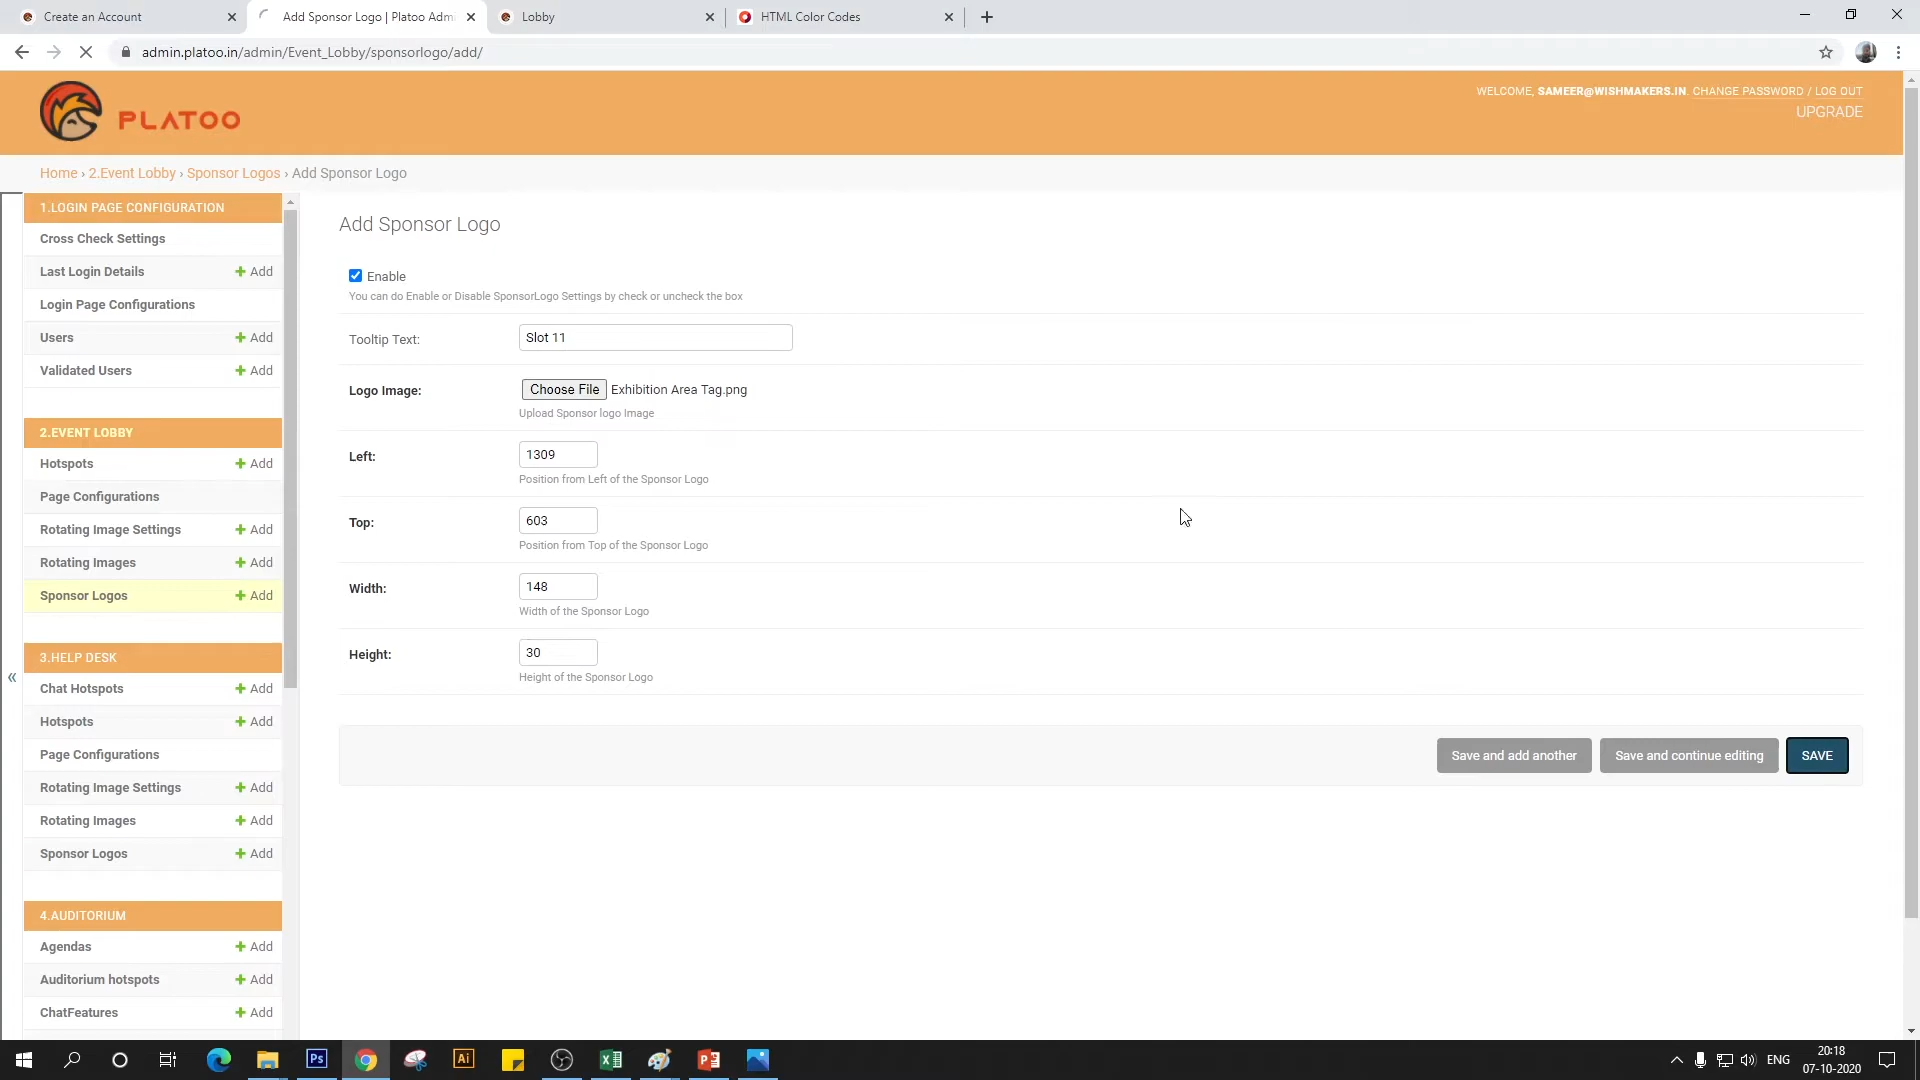 Create an Account
Add Sponsor Logo | Platoo Admi
Lobby
HTML Color Codes
admin.platoo.in/admin/Event_Lobby/sponsorlogo/add/
PLATOO
WELCOME, SAMEER@WISHMAKERS.IN. CHANGE PASSWORD / LOG OUT
UPGRADE
Home › 2.Event Lobby › Sponsor Logos › Add Sponsor Logo
1.LOGIN PAGE CONFIGURATION
Cross Check Settings
Last Login Details Add
Login Page Configurations
Users Add
Validated Users Add
2.EVENT LOBBY
Hotspots Add
Page Configurations
Rotating Image Settings Add
Rotating Images Add
Sponsor Logos Add
3.HELP DESK
Chat Hotspots Add
Hotspots Add
Page Configurations
Rotating Image Settings Add
Rotating Images Add
Sponsor Logos Add
4.AUDITORIUM
Agendas Add
Auditorium hotspots Add
ChatFeatures Add
«
Add Sponsor Logo
Enable
You can do Enable or Disable SponsorLogo Settings by check or uncheck the box
Tooltip Text: Slot 11
Logo Image: Choose File Exhibition Area Tag.png
Upload Sponsor logo Image
Left: 1309
Position from Left of the Sponsor Logo
Top: 603
Position from Top of the Sponsor Logo
Width: 148
Width of the Sponsor Logo
Height: 30
Height of the Sponsor Logo
Save and add another
Save and continue editing
SAVE
Ps
Ai
ENG
20:18
07-10-2020